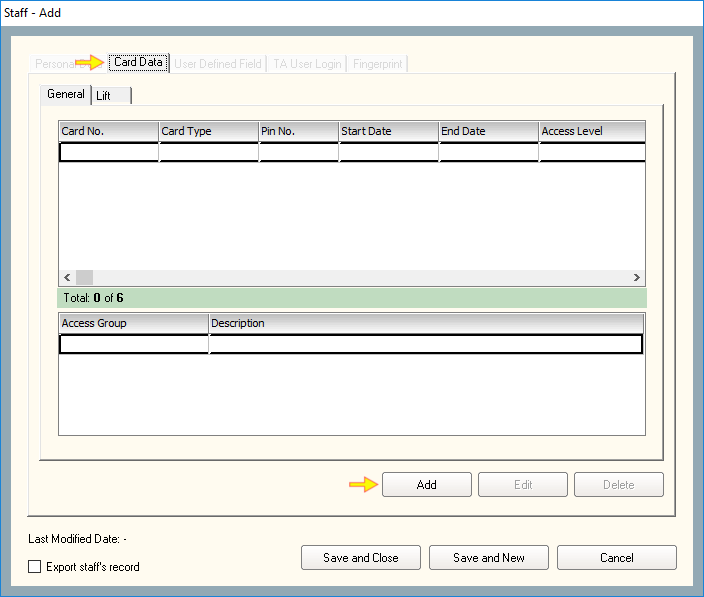 Staff - Add
Personal Card Data User Defined Field TA User Login Fingerprint
General Lift
Card No. Card Type Pin No. Start Date End Date Access Level
Total: 0 of 6
Access Group Description
Add Edit Delete
Last Modified Date: -
Save and Close Save and New Cancel
Export staff's record